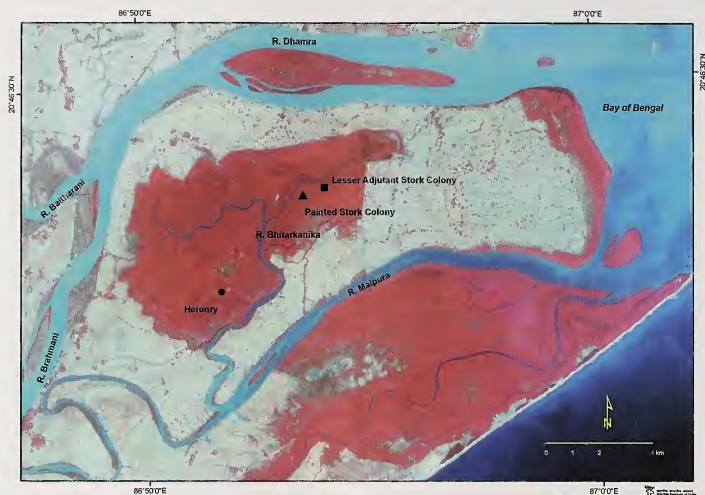 86°50'0"E
87°0'0"E
R. Dhamra
20°46'30"N
20°46'30"N
Bay of Bengal
R. Baitharani
Lesser Adjutant Stork Colony
Painted Stork Colony
R. Bhitarkanika
R. Maipura
Heronry
R. Brahmani
N
0 1 2 4 km
86°50'0"E
87°0'0"E